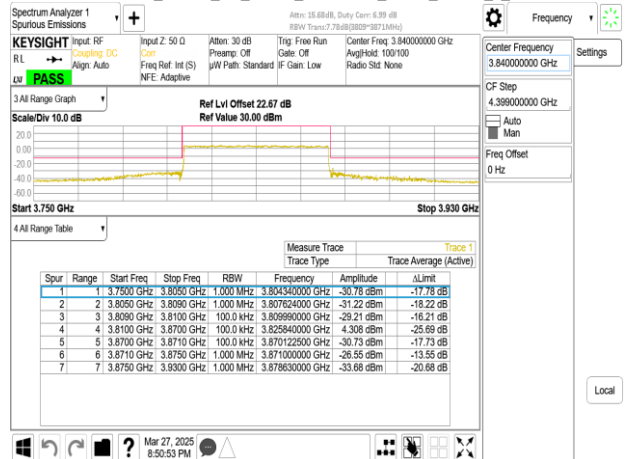 Spectrum Analyzer 1
Spurious Emissions
Attn: 15.68dB, Duty Corr: 6.99 dB
RBW Trans:7.78dB(3809~3871MHz)
Frequency
KEYSIGHT
Input: RF
Coupling: DC
Align: Auto
Input Z: 50 Ω
Corr
Freq Ref: Int (S)
NFE: Adaptive
Atten: 30 dB
Preamp: Off
µW Path: Standard
Trig: Free Run
Gate: Off
IF Gain: Low
Center Freq: 3.840000000 GHz
Avg|Hold: 100/100
Radio Std: None
RL
LXI
PASS
Center Frequency
3.840000000 GHz
Settings
CF Step
4.399000000 GHz
Auto
Man
Freq Offset
0 Hz
3 All Range Graph
Scale/Div 10.0 dB
Ref Lvl Offset 22.67 dB
Ref Value 30.00 dBm
20.0
0.00
-20.0
-40.0
-60.0
Start 3.750 GHz
Stop 3.930 GHz
4 All Range Table
Measure Trace Trace 1
Trace Type Trace Average (Active)
Spur Range Start Freq Stop Freq RBW Frequency Amplitude ΔLimit
1 1 3.7500 GHz 3.8050 GHz 1.000 MHz 3.804340000 GHz -30.78 dBm -17.78 dB
2 2 3.8050 GHz 3.8090 GHz 1.000 MHz 3.807624000 GHz -31.22 dBm -18.22 dB
3 3 3.8090 GHz 3.8100 GHz 100.0 kHz 3.809990000 GHz -29.21 dBm -16.21 dB
4 4 3.8100 GHz 3.8700 GHz 100.0 kHz 3.825840000 GHz 4.308 dBm -25.69 dB
5 5 3.8700 GHz 3.8710 GHz 100.0 kHz 3.870122500 GHz -30.73 dBm -17.73 dB
6 6 3.8710 GHz 3.8750 GHz 1.000 MHz 3.871000000 GHz -26.55 dBm -13.55 dB
7 7 3.8750 GHz 3.9300 GHz 1.000 MHz 3.878630000 GHz -33.68 dBm -20.68 dB
Local
Mar 27, 2025
8:50:53 PM